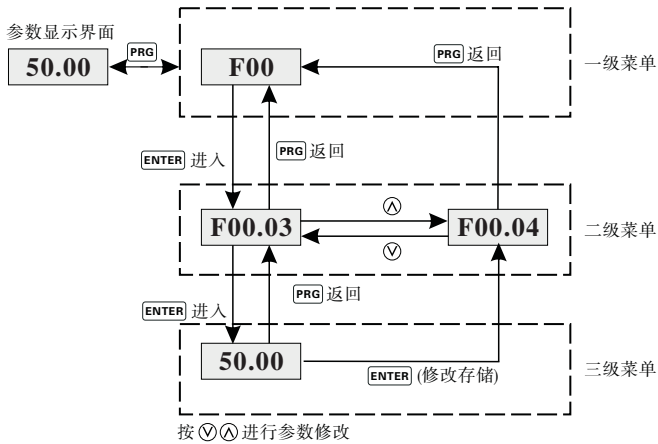 参数显示界面
50.00
PRG
F00
PRG 返回
一级菜单
ENTER 进入
PRG 返回
F00.03
F00.04
二级菜单
PRG 返回
ENTER 进入
50.00
ENTER (修改存储)
三级菜单
按 进行参数修改